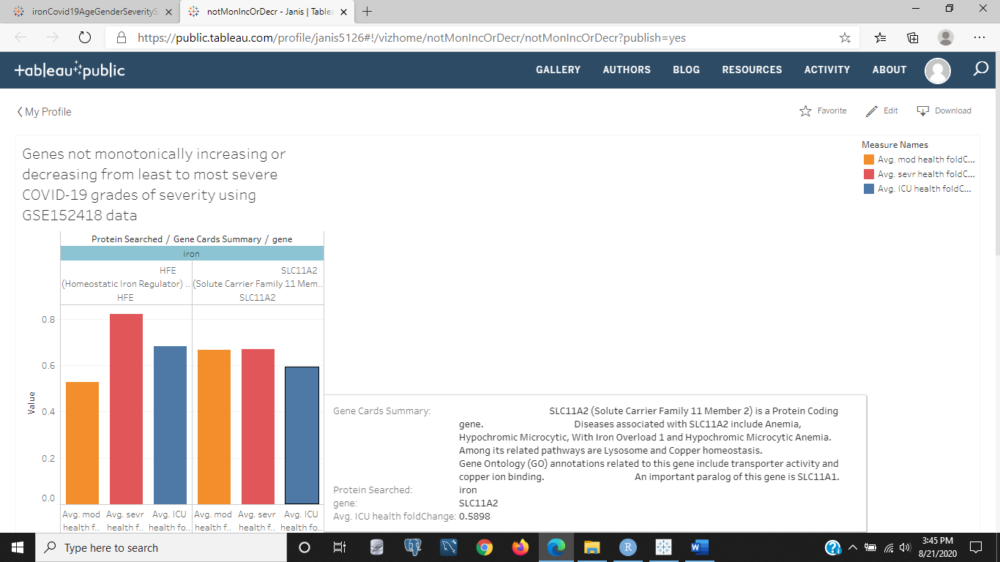 ironCovid19AgeGenderSeverityS
notMonIncOrDecr - Janis | Table
https://public.tableau.com/profile/janis5126#!/vizhome/notMonIncOrDecr/notMonIncOrDecr?publish=yes
+ableau public
GALLERY AUTHORS BLOG RESOURCES ACTIVITY ABOUT
My Profile
Favorite Edit Download
Genes not monotonically increasing or
decreasing from least to most severe
COVID-19 grades of severity using
GSE152418 data
Measure Names
Avg. mod health foldC...
Avg. sevr health foldC...
Avg. ICU health foldC...
Protein Searched / Gene Cards Summary / gene
iron
HFE SLC11A2
(Homeostatic Iron Regulator) .. (Solute Carrier Family 11 Mem..
HFE SLC11A2
0.8
0.6
0.4
0.2
0.0
Value
Avg. mod Avg. sevr Avg. ICU Avg. mod Avg. sevr Avg. ICU
health f.. health f.. health fo.. health f.. health f.. health fo..
Gene Cards Summary: SLC11A2 (Solute Carrier Family 11 Member 2) is a Protein Coding
gene. Diseases associated with SLC11A2 include Anemia,
Hypochromic Microcytic, With Iron Overload 1 and Hypochromic Microcytic Anemia.
Among its related pathways are Lysosome and Copper homeostasis.
Gene Ontology (GO) annotations related to this gene include transporter activity and
copper ion binding. An important paralog of this gene is SLC11A1.
Protein Searched: iron
gene: SLC11A2
Avg. ICU health foldChange: 0.5898
Type here to search
3:45 PM
8/21/2020